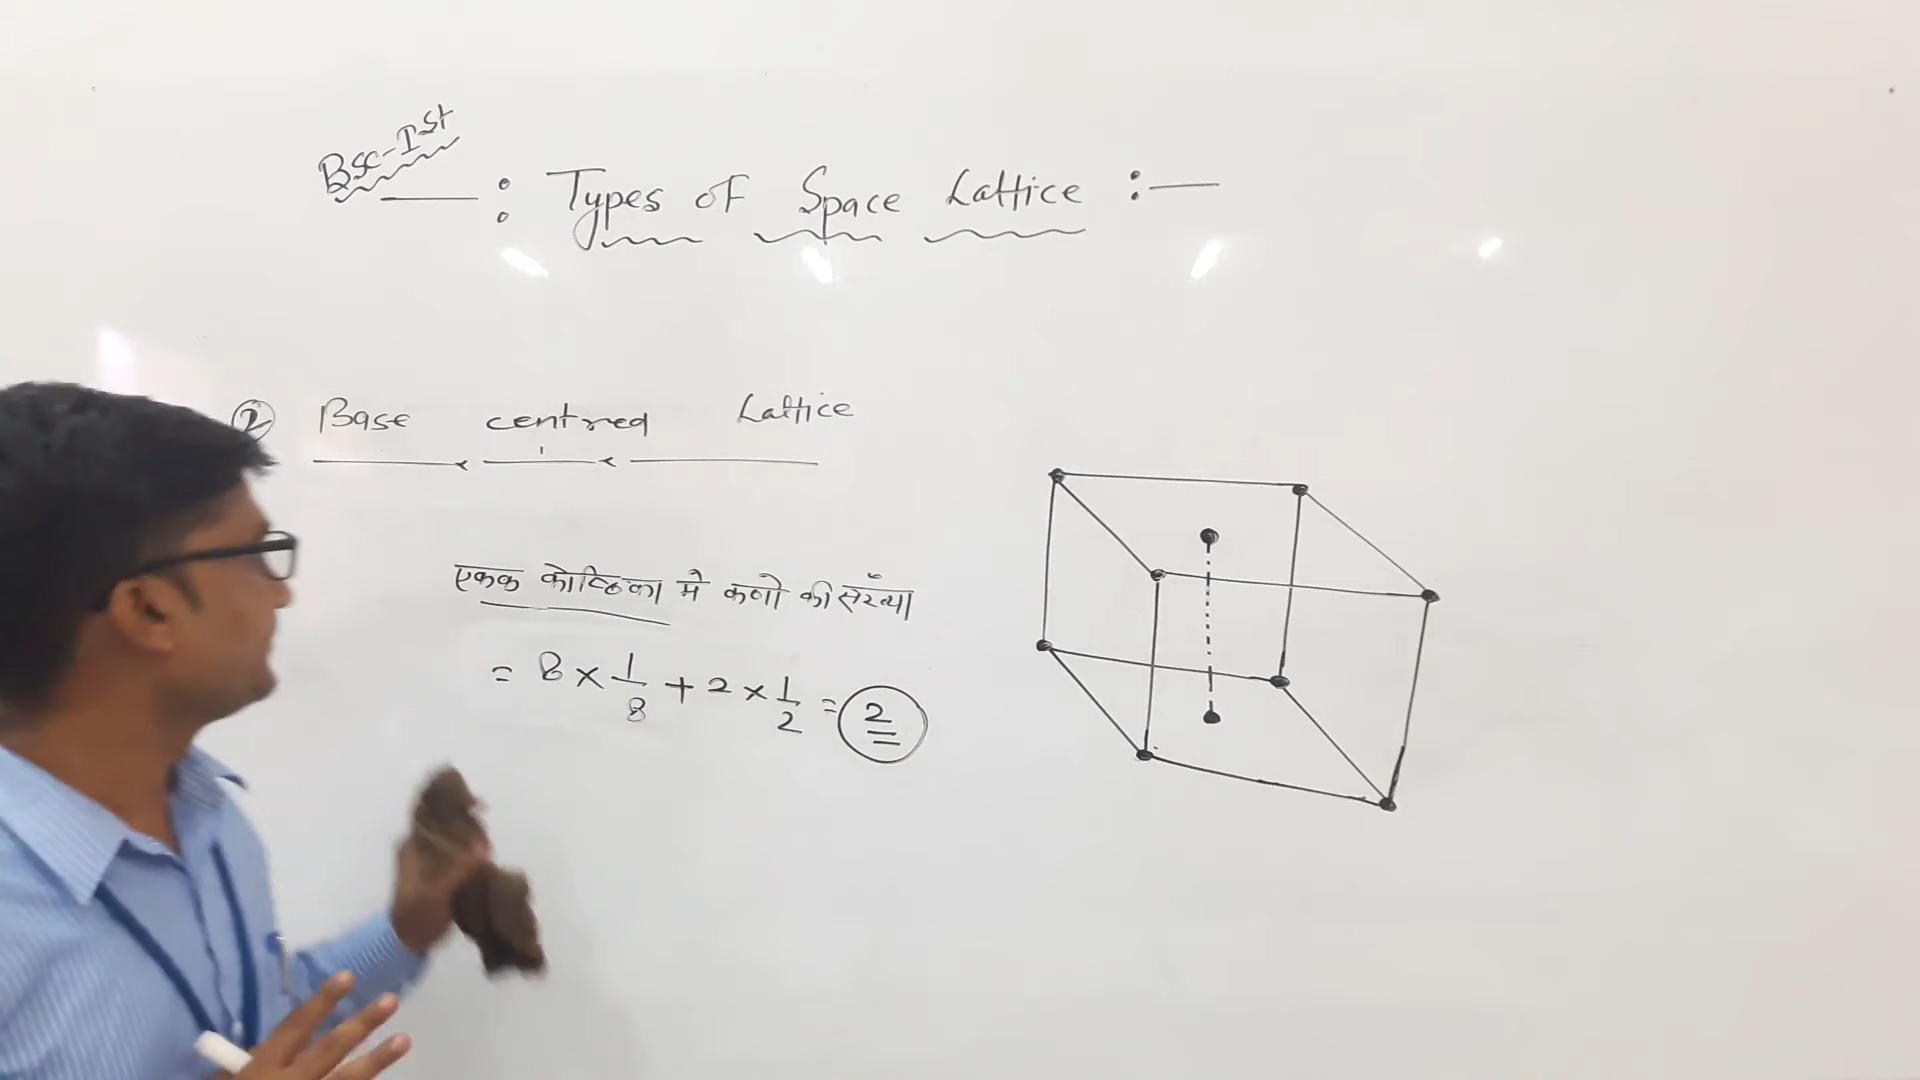 Bsc-Ist
—: Types of Space Lattice :—
② Base centred Lattice
एकक कोष्ठिका मे कणो की संख्या
= 8 × 1/8 + 2 × 1/2 = 2